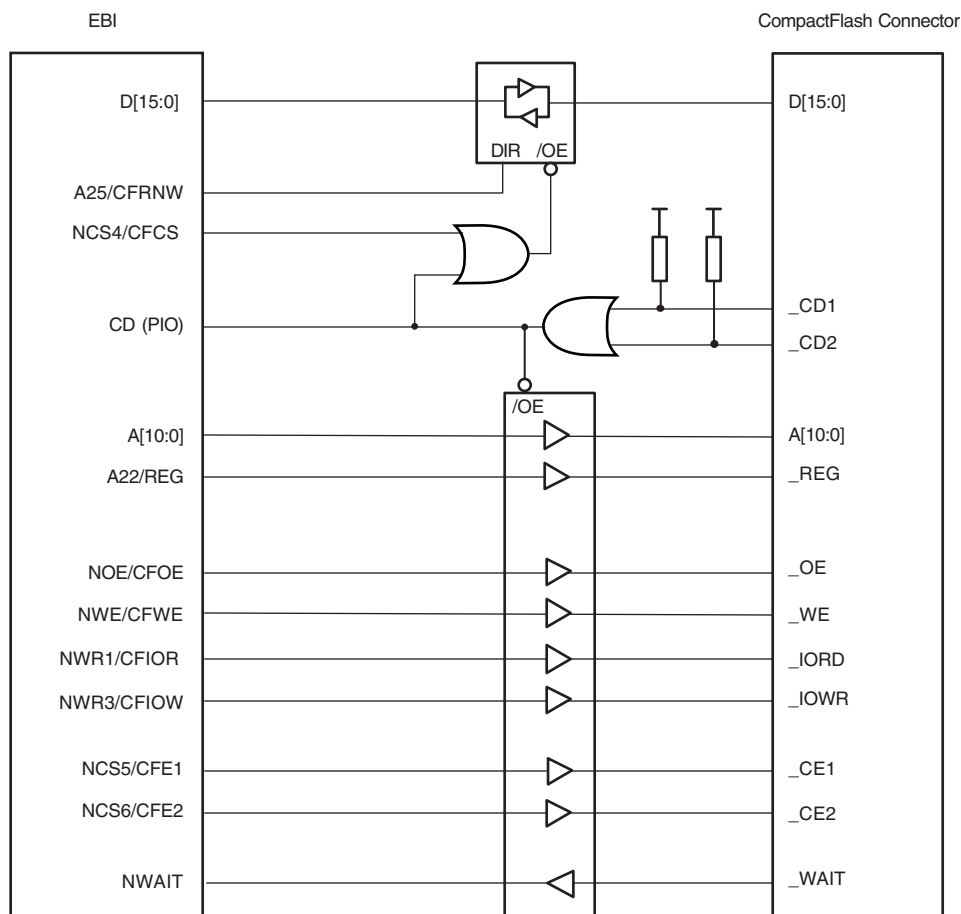 EBI
CompactFlash Connector
D[15:0]
D[15:0]
DIR /OE
A25/CFRNW
NCS4/CFCS
_CD1
CD (PIO)
_CD2
/OE
A[10:0]
A[10:0]
A22/REG
_REG
NOE/CFOE
_OE
NWE/CFWE
_WE
NWR1/CFIOR
_IORD
NWR3/CFIOW
_IOWR
NCS5/CFE1
_CE1
NCS6/CFE2
_CE2
NWAIT
_WAIT